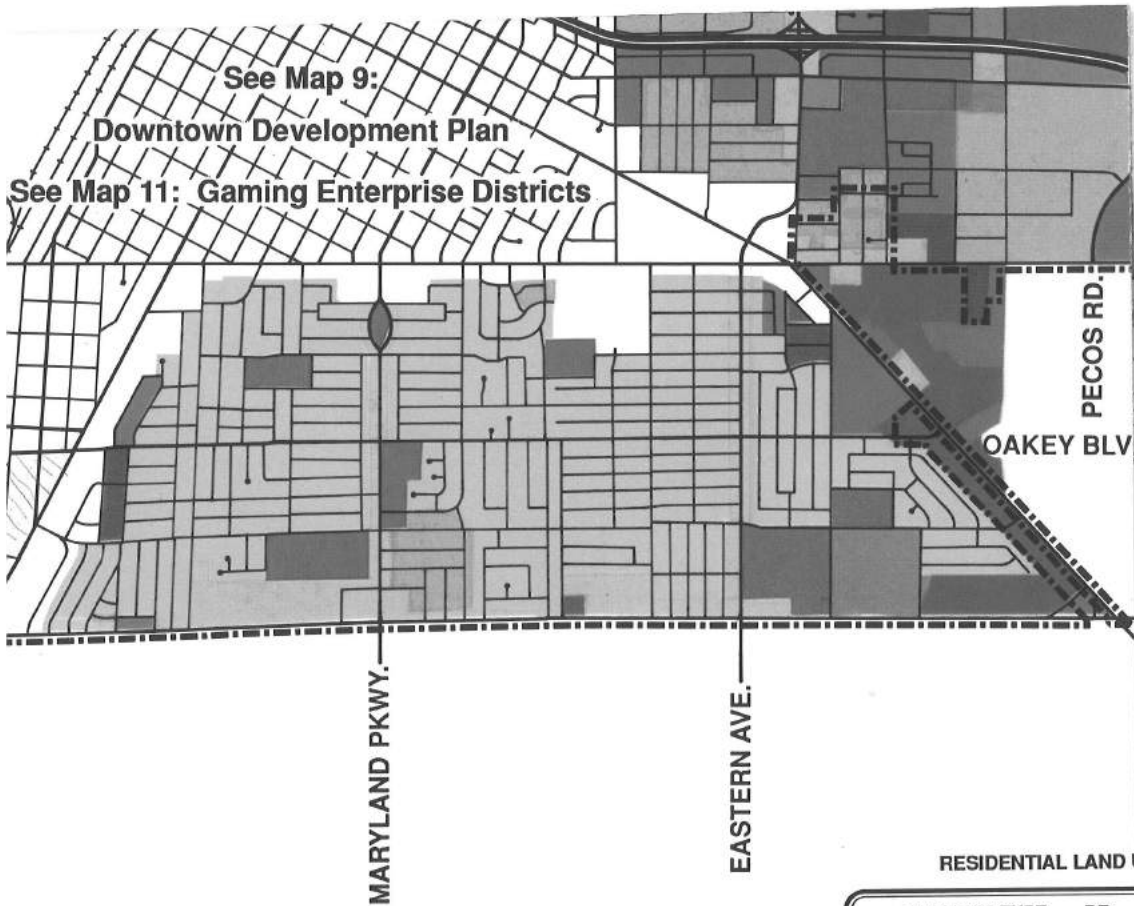 See Map 9:
Downtown Development Plan
See Map 11: Gaming Enterprise Districts
PECOS RD.
OAKEY BLV
MARYLAND PKWY.
EASTERN AVE.
RESIDENTIAL LAND